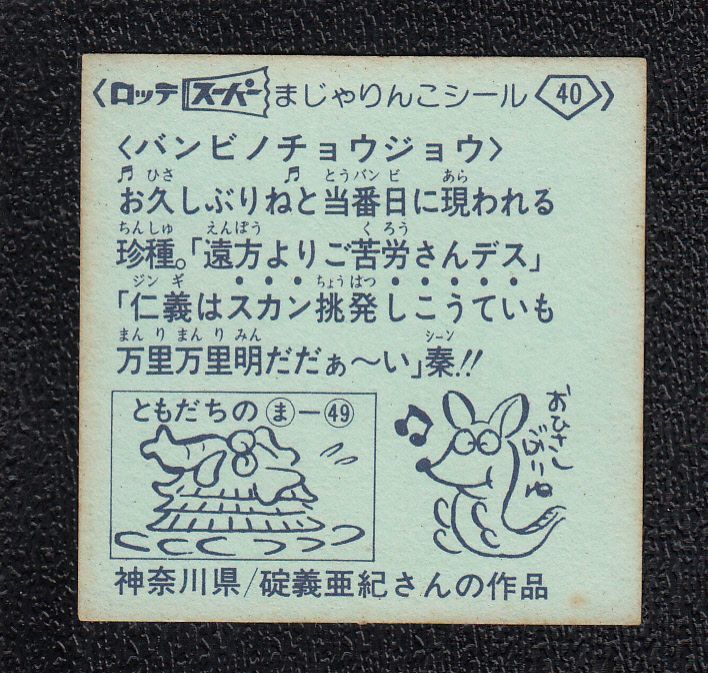 〈ロッテ スーパー まじゃりんこシール 40〉
〈バンビノチョウジョウ〉
♬ ひさ ♬ とうバンビ あら
お久しぶりねと当番日に現われる
ちんしゅ えんぽう くろう
珍種。「遠方よりご苦労さんデス」
ジンギ ちょうはつ
「仁義はスカン挑発しこうていも
まんりまんりみん シーン
万里万里明だだぁ〜い」秦!!
ともだちの ま—49
♫
おひさし
ぶりね
神奈川県/碇義亜紀さんの作品